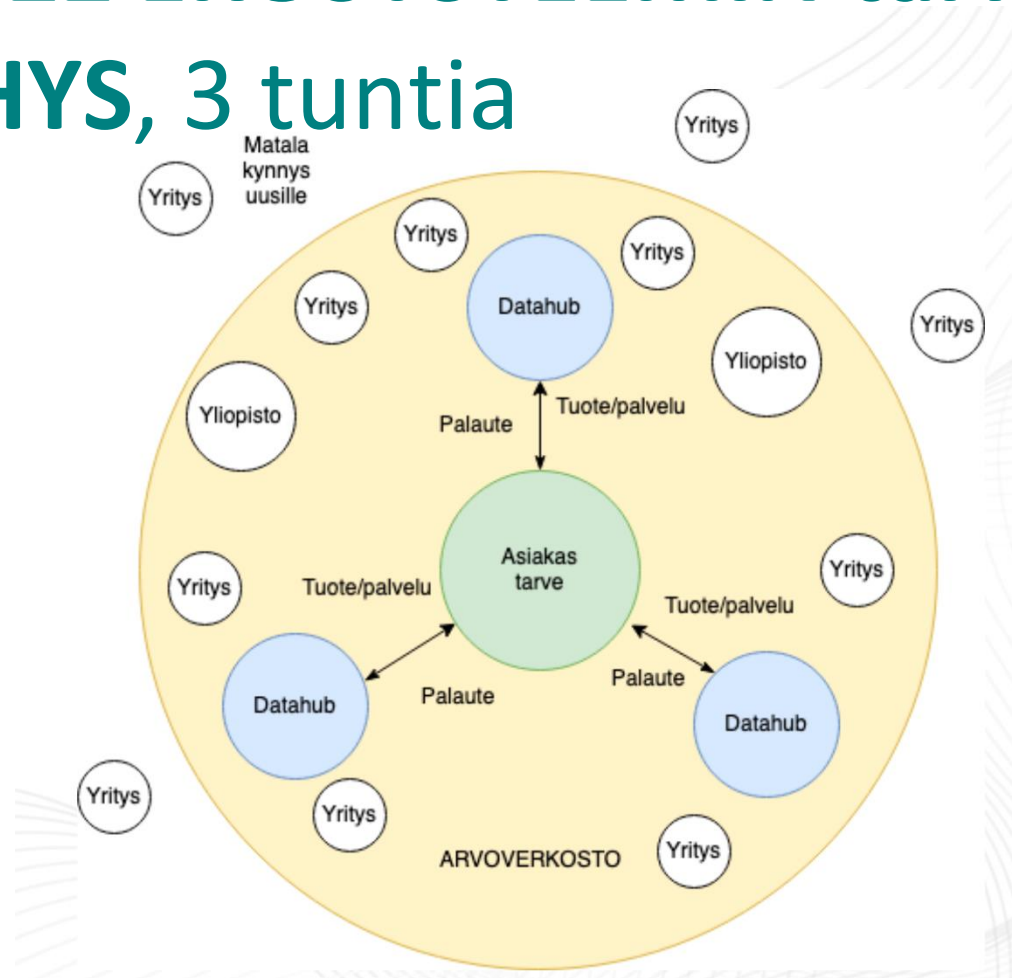 HYS, 3 tuntia
Yritys
Matala
kynnys
uusille
Yritys
Yritys
Yritys
Yritys
Datahub
Yritys
Yliopisto
Yliopisto
Palaute
Tuote/palvelu
Asiakas
tarve
Yritys
Yritys
Tuote/palvelu
Tuote/palvelu
Palaute
Palaute
Datahub
Datahub
Yritys
Yritys
Yritys
ARVOVERKOSTO